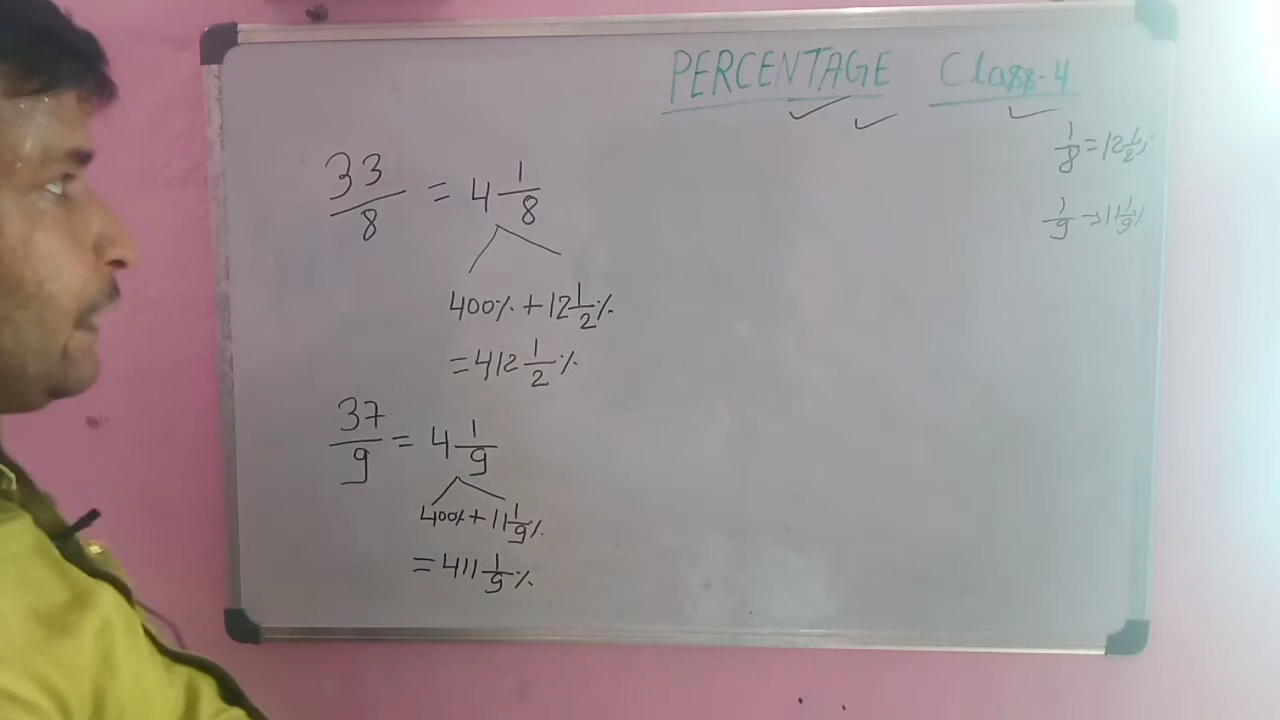 PERCENTAGE Class-4
1/8 = 12 1/2 %
1/9 → 11 1/9 %
33/8 = 4 1/8
400% + 12 1/2 %
= 412 1/2 %
37/9 = 4 1/9
400% + 11 1/9 %
= 411 1/9 %